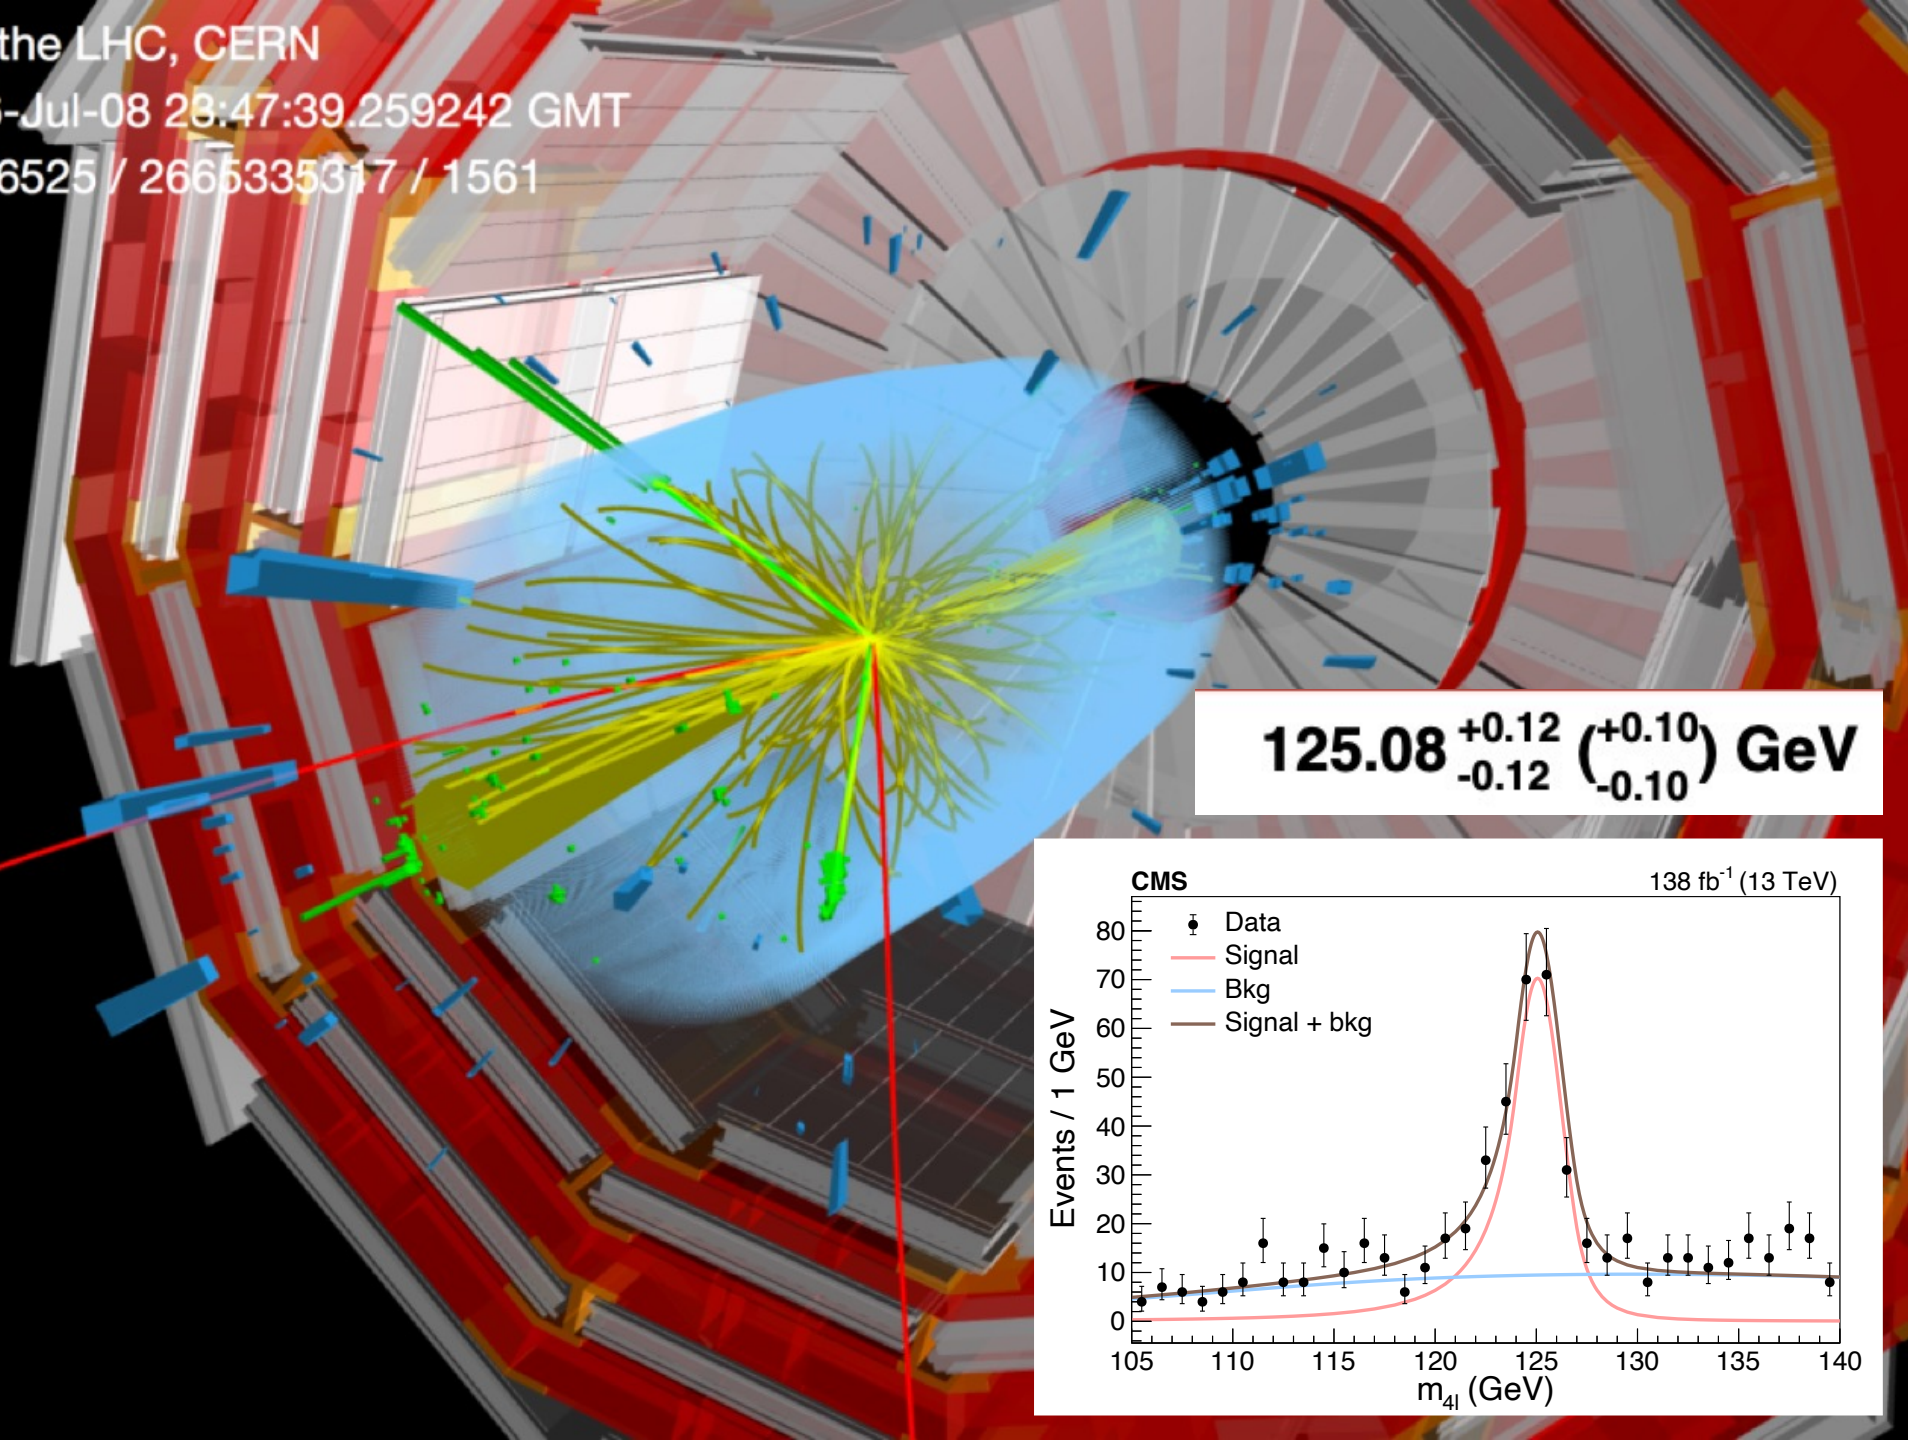 the LHC, CERN
-Jul-08 23:47:39.259242 GMT
6525 / 2665335317 / 1561
125.08 +0.12 -0.12 (+0.10 -0.10) GeV
CMS 138 fb-1 (13 TeV)
Data
Signal
Bkg
Signal + bkg
Events / 1 GeV
80
70
60
50
40
30
20
10
0
105 110 115 120 125 130 135 140
m4l (GeV)